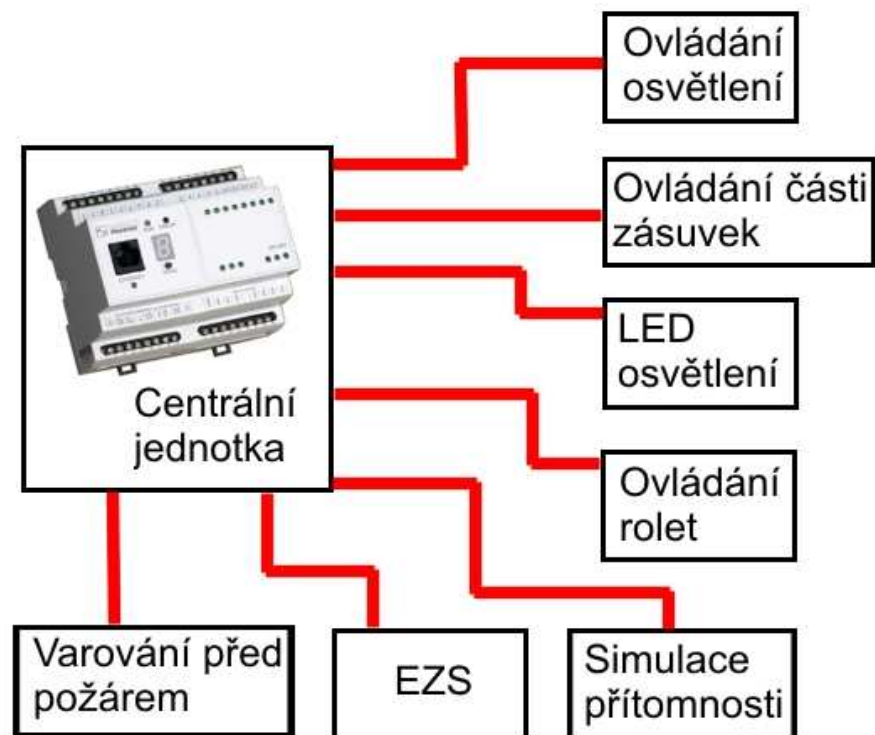 Ovládání
osvětlení
Ovládání části
zásuvek
LED
osvětlení
Centrální
jednotka
Ovládání
rolet
Varování před
požárem
EZS
Simulace
přítomnosti